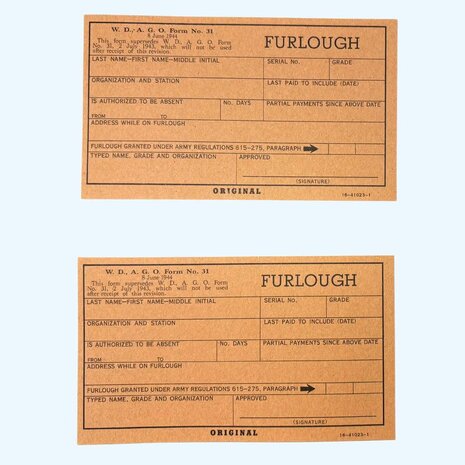 W. D., A. G. O. Form No. 31
8 June 1944
This form supersedes W. D., A. G. O. Form
No. 31, 2 July 1943, which will not be used
after receipt of this revision.
FURLOUGH
LAST NAME—FIRST NAME—MIDDLE INITIAL
SERIAL No.
GRADE
ORGANIZATION AND STATION
LAST PAID TO INCLUDE (DATE)
IS AUTHORIZED TO BE ABSENT
No. DAYS
PARTIAL PAYMENTS SINCE ABOVE DATE
FROM TO
ADDRESS WHILE ON FURLOUGH
FURLOUGH GRANTED UNDER ARMY REGULATIONS 615-275, PARAGRAPH
TYPED NAME, GRADE AND ORGANIZATION
APPROVED
(SIGNATURE)
ORIGINAL
16-41023-1
W. D., A. G. O. Form No. 31
8 June 1944
This form supersedes W. D., A. G. O. Form
No. 31, 2 July 1943, which will not be used
after receipt of this revision.
FURLOUGH
LAST NAME—FIRST NAME—MIDDLE INITIAL
SERIAL No.
GRADE
ORGANIZATION AND STATION
LAST PAID TO INCLUDE (DATE)
IS AUTHORIZED TO BE ABSENT
No. DAYS
PARTIAL PAYMENTS SINCE ABOVE DATE
FROM TO
ADDRESS WHILE ON FURLOUGH
FURLOUGH GRANTED UNDER ARMY REGULATIONS 615-275, PARAGRAPH
TYPED NAME, GRADE AND ORGANIZATION
APPROVED
(SIGNATURE)
ORIGINAL
16-41023-1